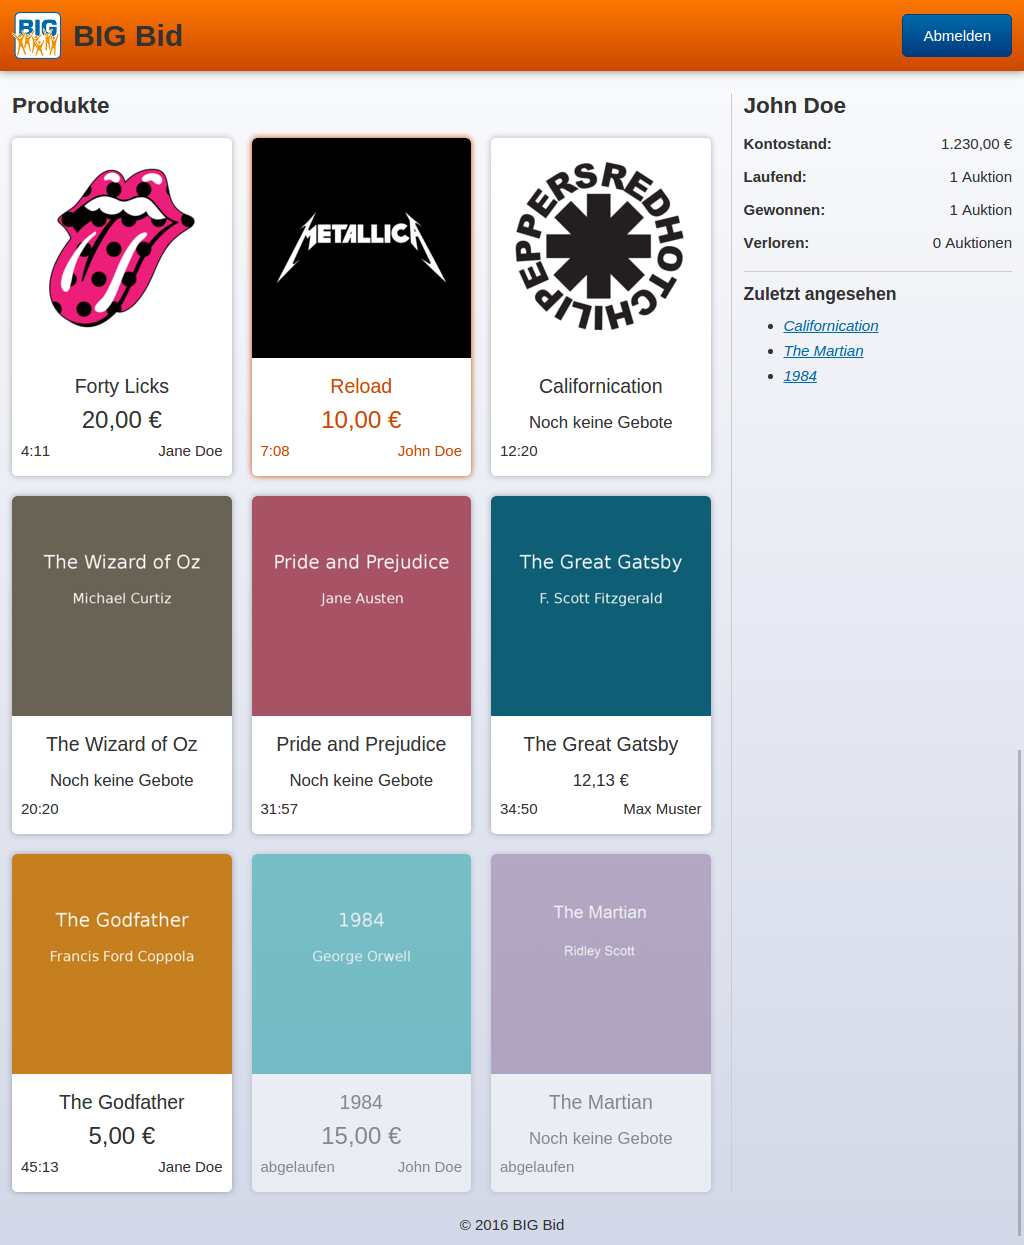 BIG
BIG Bid
Abmelden
Produkte
METALLICA
RED HOT CHILI PEPPERS
Forty Licks
20,00 €
4:11 Jane Doe
Reload
10,00 €
7:08 John Doe
Californication
Noch keine Gebote
12:20
The Wizard of Oz
Michael Curtiz
The Wizard of Oz
Noch keine Gebote
20:20
Pride and Prejudice
Jane Austen
Pride and Prejudice
Noch keine Gebote
31:57
The Great Gatsby
F. Scott Fitzgerald
The Great Gatsby
12,13 €
34:50 Max Muster
The Godfather
Francis Ford Coppola
The Godfather
5,00 €
45:13 Jane Doe
1984
George Orwell
1984
15,00 €
abgelaufen John Doe
The Martian
Ridley Scott
The Martian
Noch keine Gebote
abgelaufen
John Doe
Kontostand: 1.230,00 €
Laufend: 1 Auktion
Gewonnen: 1 Auktion
Verloren: 0 Auktionen
Zuletzt angesehen
Californication
The Martian
1984
© 2016 BIG Bid